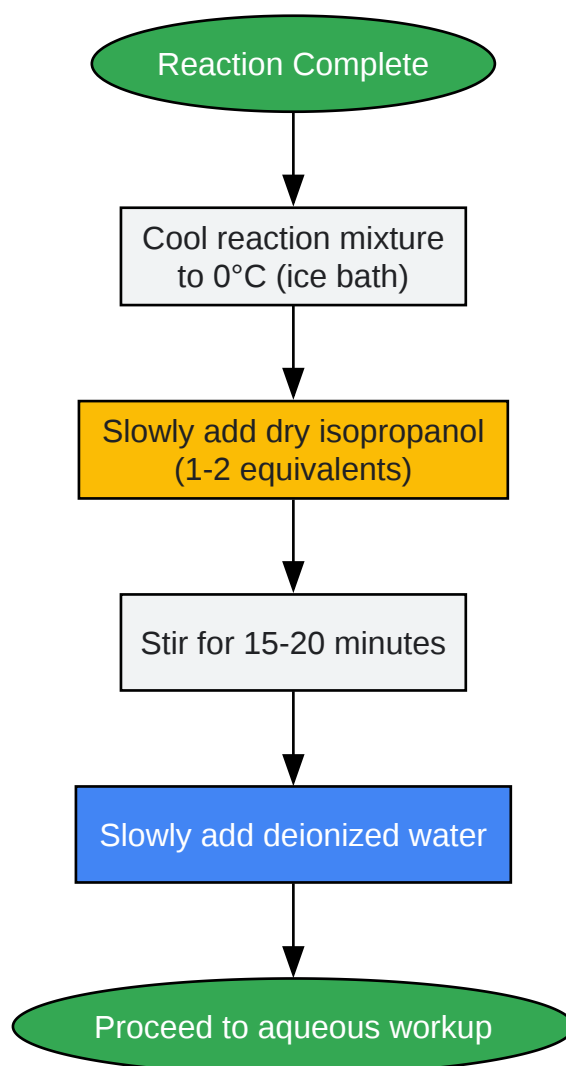 Reaction Complete
Cool reaction mixture
to 0°C (ice bath)
Slowly add dry isopropanol
(1-2 equivalents)
Stir for 15-20 minutes
Slowly add deionized water
Proceed to aqueous workup